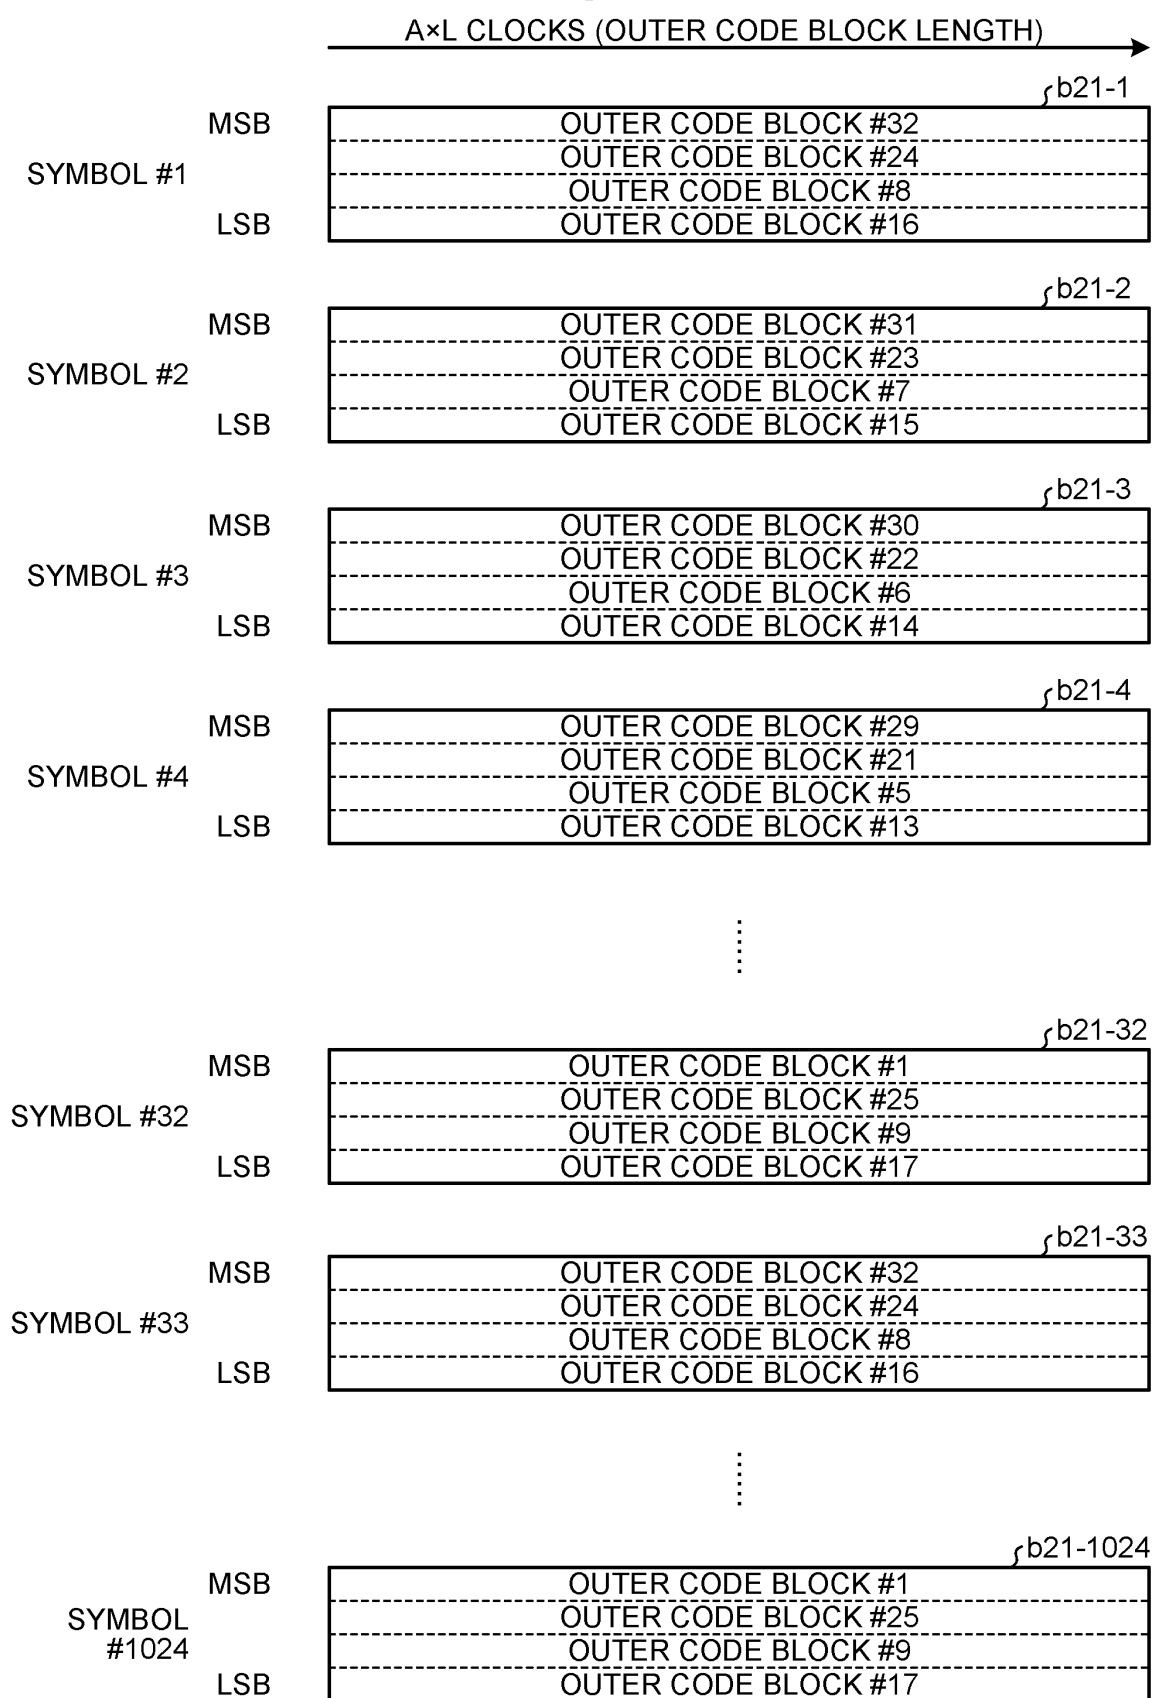 A×L CLOCKS (OUTER CODE BLOCK LENGTH)
b21-1
MSB OUTER CODE BLOCK #32
OUTER CODE BLOCK #24
SYMBOL #1
OUTER CODE BLOCK #8
LSB OUTER CODE BLOCK #16
b21-2
MSB OUTER CODE BLOCK #31
OUTER CODE BLOCK #23
SYMBOL #2
OUTER CODE BLOCK #7
LSB OUTER CODE BLOCK #15
b21-3
MSB OUTER CODE BLOCK #30
OUTER CODE BLOCK #22
SYMBOL #3
OUTER CODE BLOCK #6
LSB OUTER CODE BLOCK #14
b21-4
MSB OUTER CODE BLOCK #29
OUTER CODE BLOCK #21
SYMBOL #4
OUTER CODE BLOCK #5
LSB OUTER CODE BLOCK #13
b21-32
MSB OUTER CODE BLOCK #1
OUTER CODE BLOCK #25
SYMBOL #32
OUTER CODE BLOCK #9
LSB OUTER CODE BLOCK #17
b21-33
MSB OUTER CODE BLOCK #32
OUTER CODE BLOCK #24
SYMBOL #33
OUTER CODE BLOCK #8
LSB OUTER CODE BLOCK #16
b21-1024
MSB OUTER CODE BLOCK #1
SYMBOL OUTER CODE BLOCK #25
#1024 OUTER CODE BLOCK #9
LSB OUTER CODE BLOCK #17